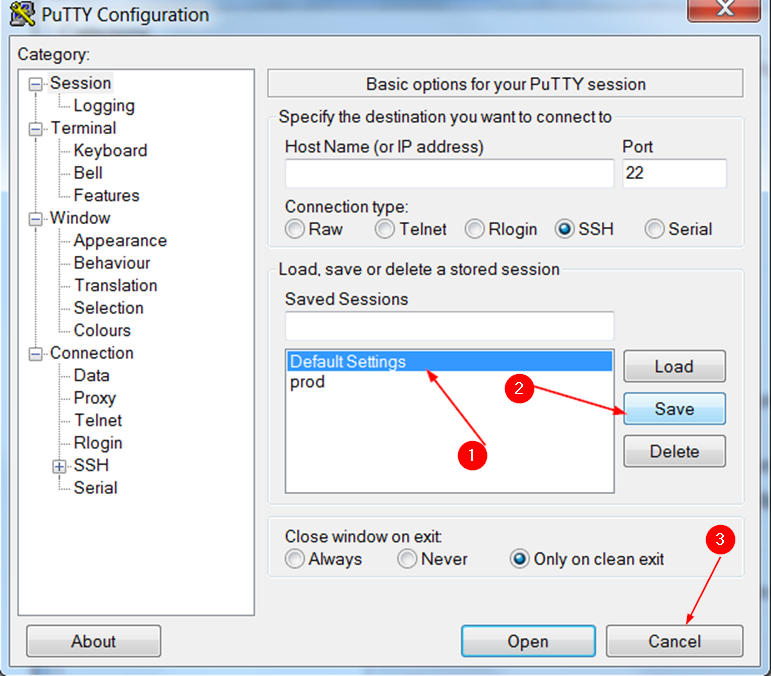 PuTTY Configuration
Category:
Session
Logging
Terminal
Keyboard
Bell
Features
Window
Appearance
Behaviour
Translation
Selection
Colours
Connection
Data
Proxy
Telnet
Rlogin
SSH
Serial
Basic options for your PuTTY session
Specify the destination you want to connect to
Host Name (or IP address) Port
22
Connection type:
Raw Telnet Rlogin SSH Serial
Load, save or delete a stored session
Saved Sessions
Default Settings
prod
Load
Save
Delete
1
2
Close window on exit:
Always Never Only on clean exit
3
About Open Cancel